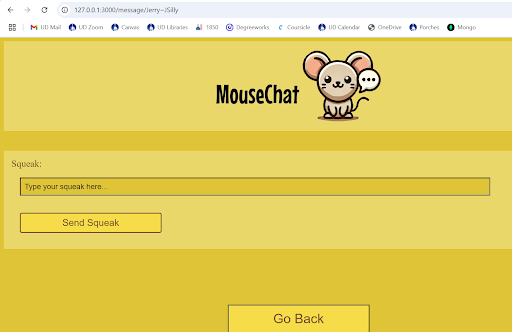 127.0.0.1:3000/message/Jerry~JSilly
UD Mail UD Zoom Canvas UD Libraries 1850 Degreeworks Coursicle UD Calendar OneDrive Porches Mongo
MouseChat
Squeak:
Type your squeak here...
Send Squeak
Go Back